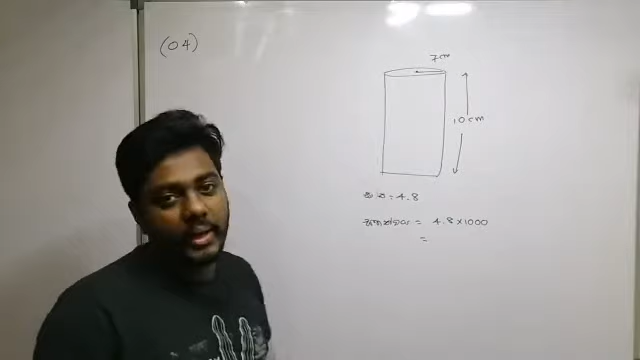 (04)
7cm
10cm
= 4.8
= 4.8×1000
=